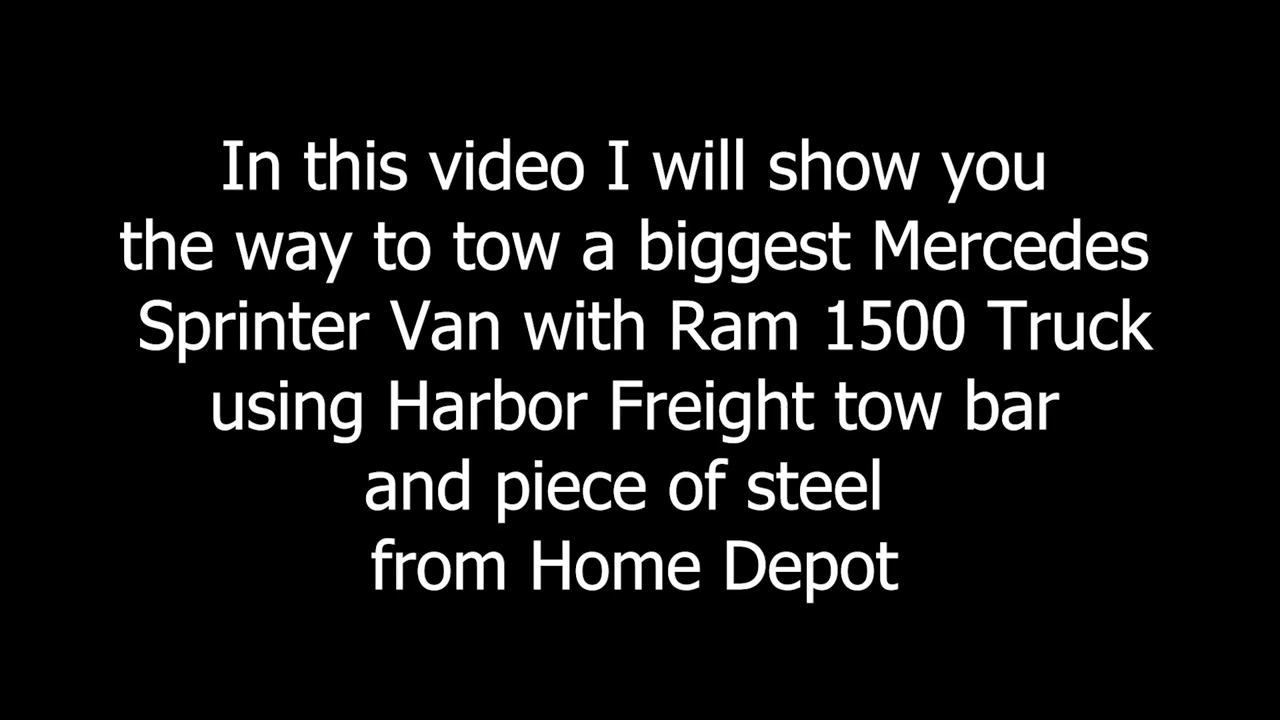 In this video I will show you
the way to tow a biggest Mercedes
Sprinter Van with Ram 1500 Truck
using Harbor Freight tow bar
and piece of steel
from Home Depot